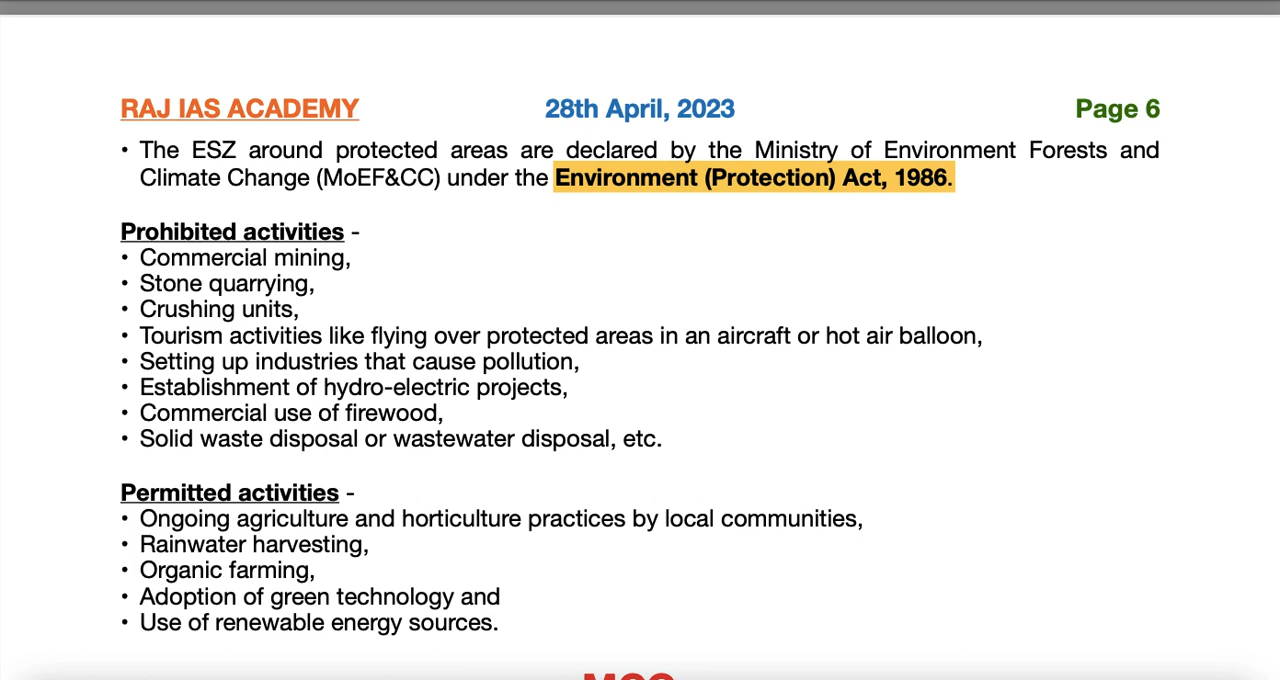 RAJ IAS ACADEMY 28th April, 2023 Page 6
• The ESZ around protected areas are declared by the Ministry of Environment Forests and
Climate Change (MoEF&CC) under the Environment (Protection) Act, 1986.
Prohibited activities -
• Commercial mining,
• Stone quarrying,
• Crushing units,
• Tourism activities like flying over protected areas in an aircraft or hot air balloon,
• Setting up industries that cause pollution,
• Establishment of hydro-electric projects,
• Commercial use of firewood,
• Solid waste disposal or wastewater disposal, etc.
Permitted activities -
• Ongoing agriculture and horticulture practices by local communities,
• Rainwater harvesting,
• Organic farming,
• Adoption of green technology and
• Use of renewable energy sources.